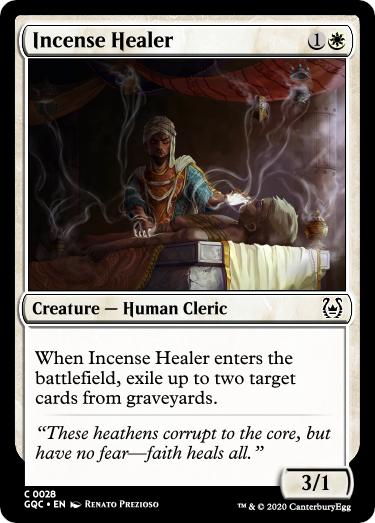 Incense Healer 1
Creature — Human Cleric
When Incense Healer enters the
battlefield, exile up to two target
cards from graveyards.
“These heathens corrupt to the core, but
have no fear—faith heals all.”
3/1
C 0028
GQC • EN Renato Prezioso
™ & © 2020 CanterburyEgg